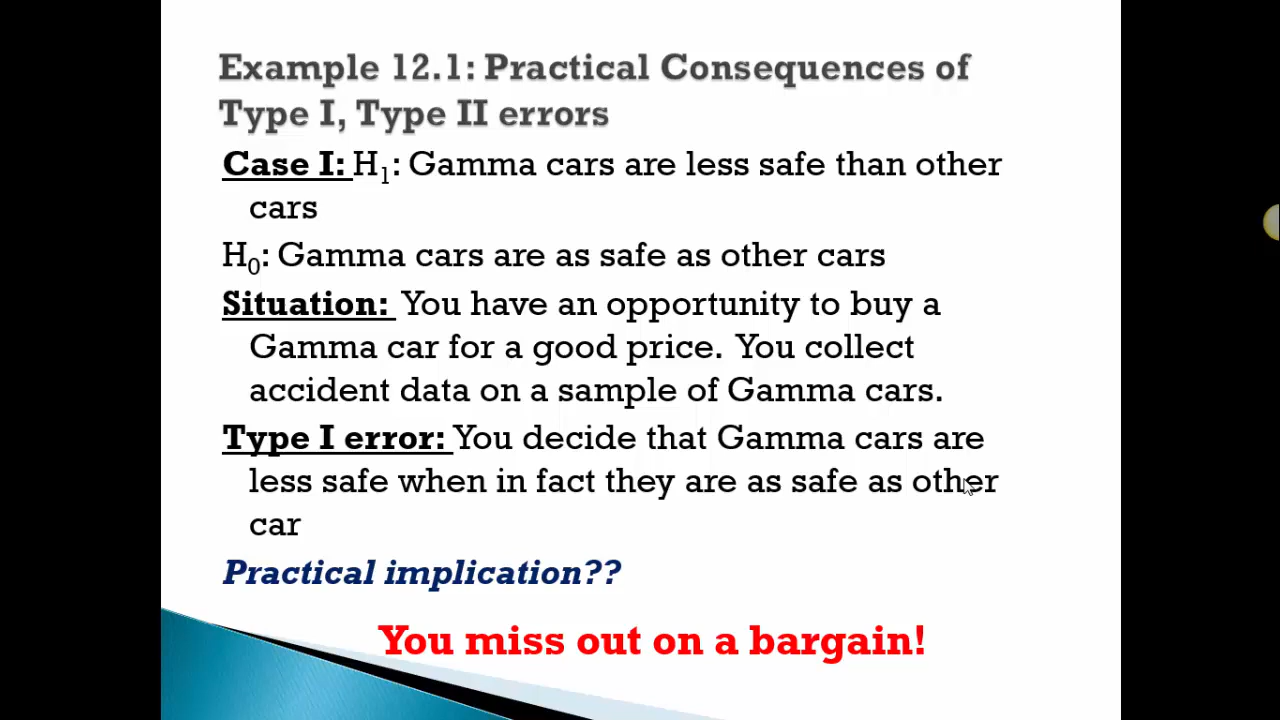 Example 12.1: Practical Consequences of
Type I, Type II errors
Case I: H₁: Gamma cars are less safe than other
cars
H₀: Gamma cars are as safe as other cars
Situation: You have an opportunity to buy a
Gamma car for a good price. You collect
accident data on a sample of Gamma cars.
Type I error: You decide that Gamma cars are
less safe when in fact they are as safe as other
car
Practical implication??
You miss out on a bargain!